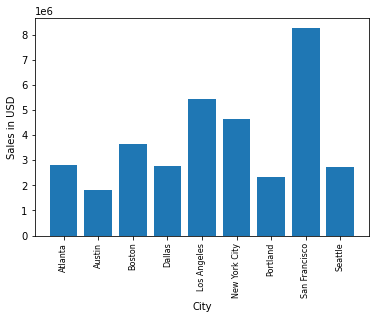 1e6
8
7
6
5
4
3
2
1
0
Sales in USD
Atlanta
Austin
Boston
Dallas
Los Angeles
New York City
Portland
San Francisco
Seattle
City